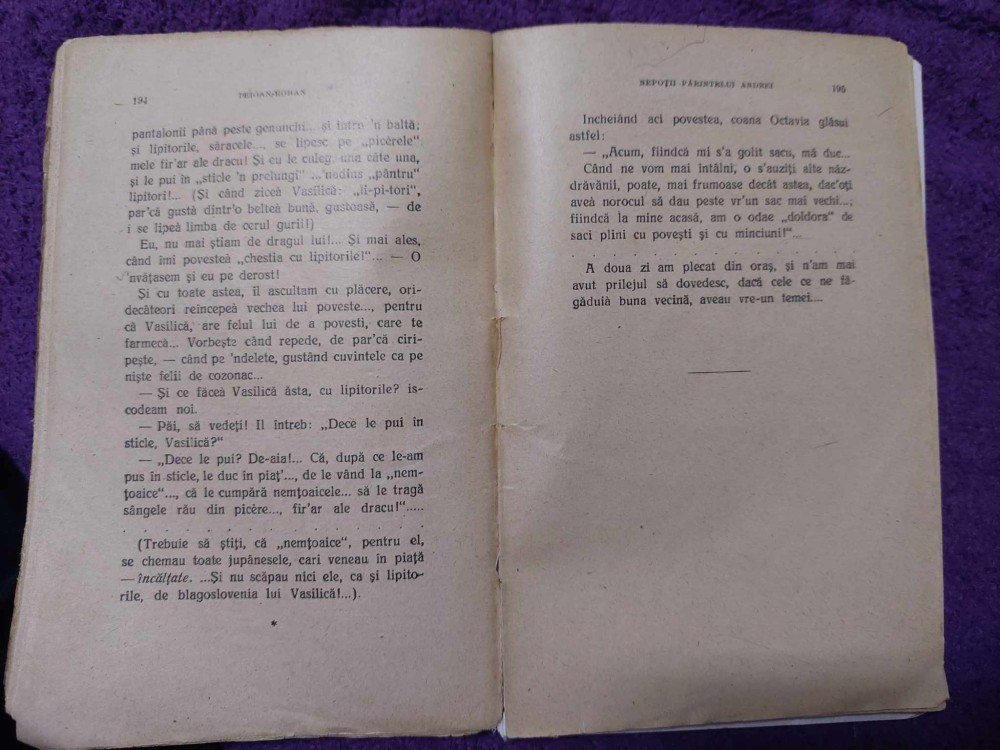 194
pantalonii până peste genunchi... și intru 'n baltă;
și lipitorile, săracele..., se lipesc pe „picèrele"
mele fir'ar ale dracu! Și eu le culeg, una câte una,
și le pui în „sticle 'n prelungi" ...'nudins „pântru"
lipitori!... (Și când zicea Vasilică: „li-pi-tori",
par'că gustă dintr'o beltea bună, gustoasă, — de
i se lipea limba de cerul gurii!)
Eu, nu mai știam de dragul lui!... Și mai ales,
când îmi povestea „chestia cu lipitorile!"... — O
'nvățasem și eu pe derost!
Și cu toate astea, îl ascultam cu plăcere, ori-
decâteori reîncepea vechea lui poveste..., pentru
că Vasilică, are felul lui de a povesti, care te
farmecă... Vorbește când repede, de par'că ciri-
pește, — când pe 'ndelete, gustând cuvintele ca pe
niște felii de cozonac...
— Și ce făcea Vasilică ăsta, cu lipitorile? is-
codeam noi.
— Păi, să vedeți! Il întreb: „Dece le pui în
sticle, Vasilică?"
— „Dece le pui? De-aia!... Că, după ce le-am
pus în sticle, le duc în piaț'..., de le vând la „nem-
țoaice"..., că le cumpără nemțoaicele... să le tragă
sângele rău din picère..., fir'ar ale dracu!".....
. . . . . . . . . . . . . . . .
(Trebuie să știți, că „nemțoaice", pentru el,
se chemau toate jupânesele, cari veneau în piață
— încălțate. ...Și nu scăpau nici ele, ca și lipito-
rile, de blagoslovenia lui Vasilică!...).
*
NEPOȚII PĂRINTELUI ANDREI
195
Incheiând aci povestea, coana Octavia glăsui
astfel:
— „Acum, fiindcă mi s'a golit sacu, mă duc...
Când ne vom mai întâlni, o s'auziți alte năz-
drăvănii, poate, mai frumoase decât astea, dac'oți
avea norocul să dau peste vr'un sac mai vechi...,
fiindcă la mine acasă, am o odae „doldora" de
saci plini cu povești și cu minciuni!"...
. . . . . . . . . . . . . . . .
A doua zi am plecat din oraș, și n'am mai
avut prilejul să dovedesc, dacă cele ce ne fă-
găduia buna vecină, aveau vre-un temei....